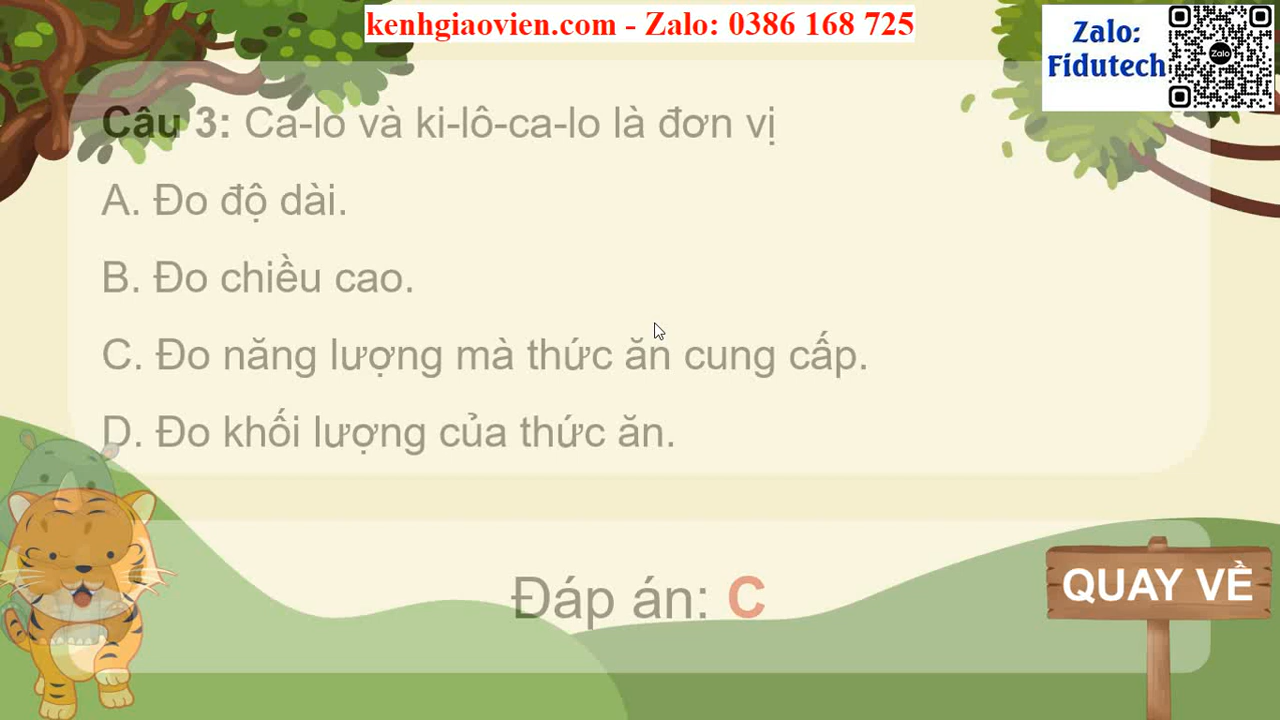 kenhgiaovien.com - Zalo: 0386 168 725
Zalo:
Fidutech
Zalo
Câu 3: Ca-lo và ki-lô-ca-lo là đơn vị
A. Đo độ dài.
B. Đo chiều cao.
C. Đo năng lượng mà thức ăn cung cấp.
D. Đo khối lượng của thức ăn.
Đáp án: C
QUAY VỀ